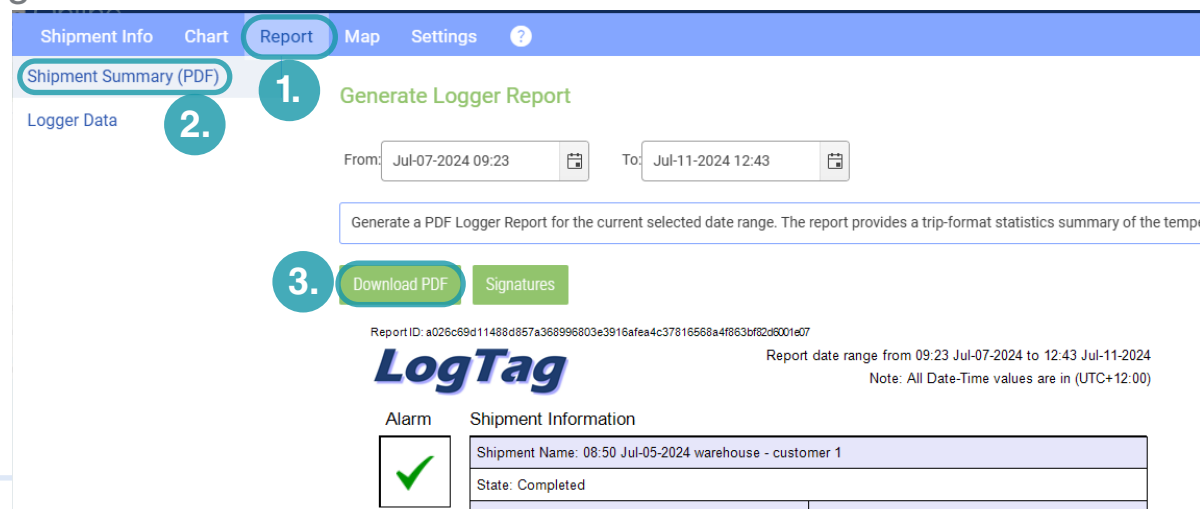 Shipment Info Chart Report Map Settings ?
Shipment Summary (PDF)
1.
Generate Logger Report
Logger Data
2.
From: Jul-07-2024 09:23 To: Jul-11-2024 12:43
Generate a PDF Logger Report for the current selected date range. The report provides a trip-format statistics summary of the tempe
3.
Download PDF Signatures
Report ID: a026c69d11488d857a368996803e3916afea4c37816568a4f863bf82d6001e07
LogTag
Report date range from 09:23 Jul-07-2024 to 12:43 Jul-11-2024
Note: All Date-Time values are in (UTC+12:00)
Alarm Shipment Information
Shipment Name: 08:50 Jul-05-2024 warehouse - customer 1
State: Completed